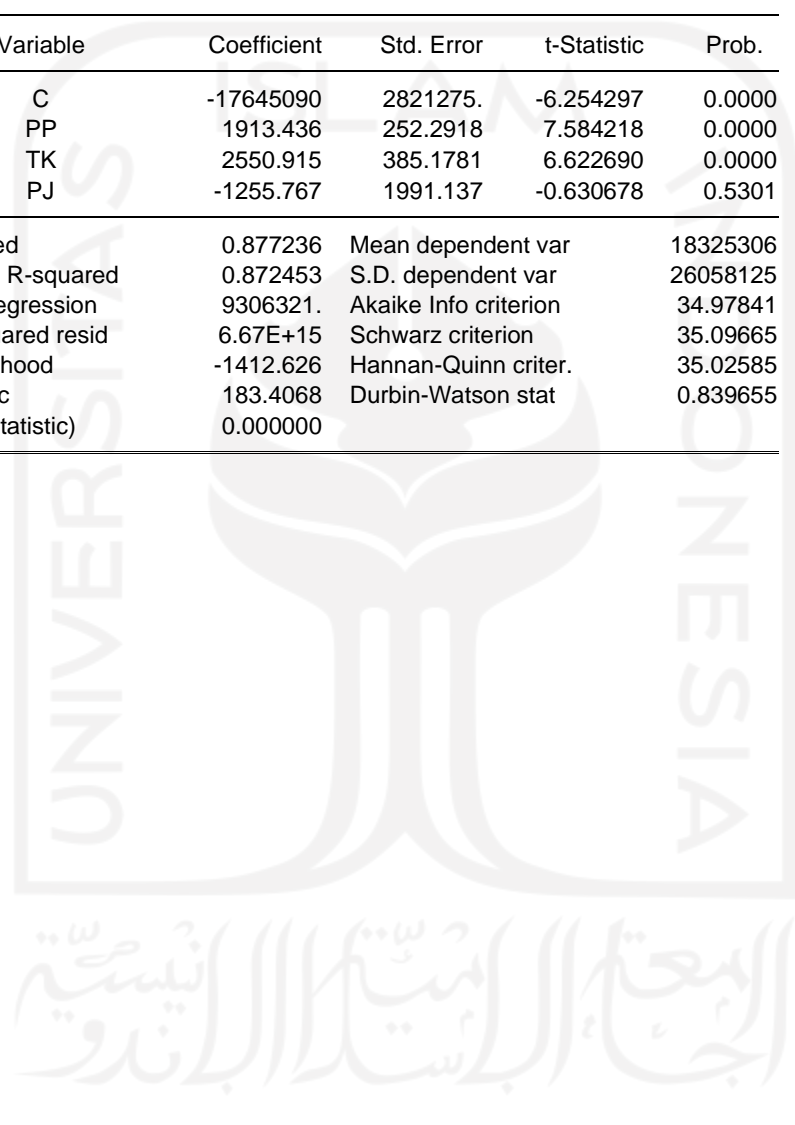 Variable Coefficient Std. Error t-Statistic Prob.
C -17645090 2821275. -6.254297 0.0000
PP 1913.436 252.2918 7.584218 0.0000
TK 2550.915 385.1781 6.622690 0.0000
PJ -1255.767 1991.137 -0.630678 0.5301
ed 0.877236 Mean dependent var 18325306
R-squared 0.872453 S.D. dependent var 26058125
egression 9306321. Akaike Info criterion 34.97841
ared resid 6.67E+15 Schwarz criterion 35.09665
hood -1412.626 Hannan-Quinn criter. 35.02585
c 183.4068 Durbin-Watson stat 0.839655
tatistic) 0.000000
ISLAM
UNIVERSITAS
INDONESIA